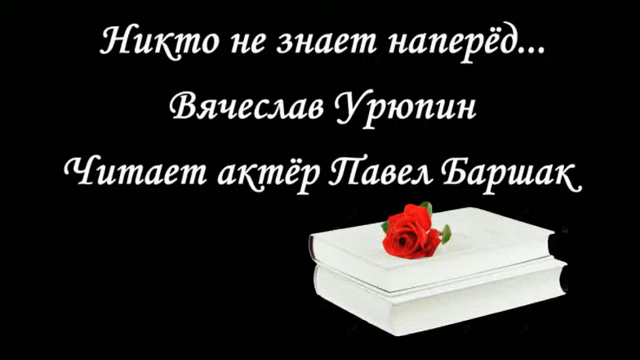 Никто не знает наперёд...
Вячеслав Урюпин
Читает актёр Павел Баршак